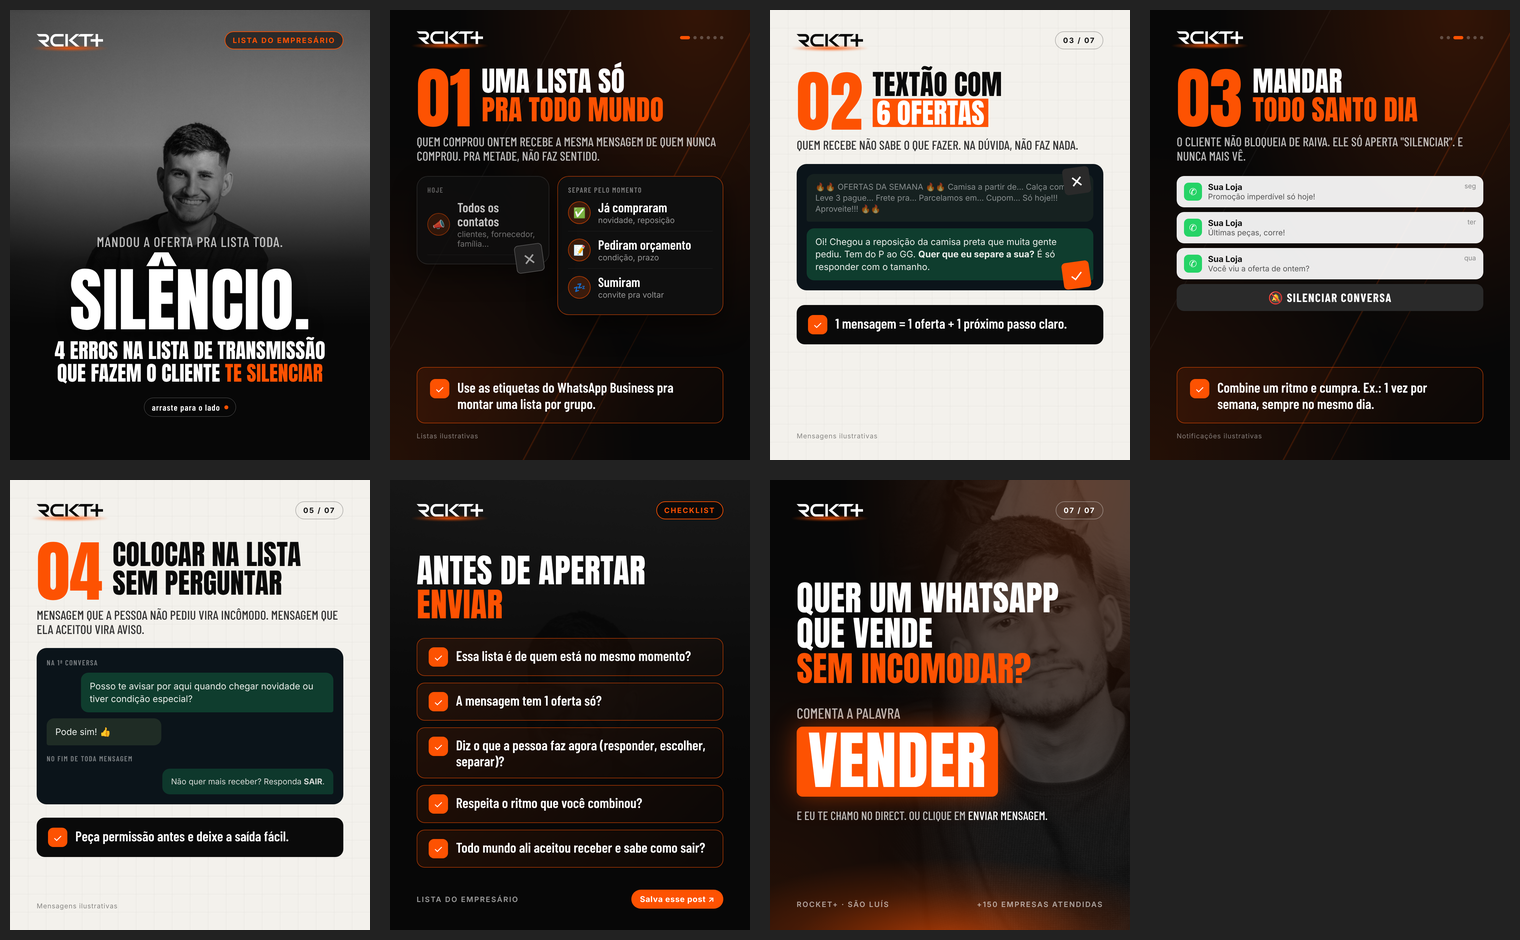 RCKT+
LISTA DO EMPRESÁRIO
MANDOU A OFERTA PRA LISTA TODA.
SILÊNCIO.
4 ERROS NA LISTA DE TRANSMISSÃO
QUE FAZEM O CLIENTE TE SILENCIAR
arraste para o lado
RCKT+
01
UMA LISTA SÓ
PRA TODO MUNDO
QUEM COMPROU ONTEM RECEBE A MESMA MENSAGEM DE QUEM NUNCA
COMPROU. PRA METADE, NÃO FAZ SENTIDO.
HOJE
Todos os
contatos
clientes, fornecedor,
família...
SEPARE PELO MOMENTO
Já compraram
novidade, reposição
Pediram orçamento
condição, prazo
Sumiram
convite pra voltar
Use as etiquetas do WhatsApp Business pra
montar uma lista por grupo.
Listas ilustrativas
RCKT+
03 / 07
02
TEXTÃO COM
6 OFERTAS
QUEM RECEBE NÃO SABE O QUE FAZER. NA DÚVIDA, NÃO FAZ NADA.
🔥🔥 OFERTAS DA SEMANA 🔥🔥 Camisa a partir de... Calça com
Leve 3 pague... Frete pra... Parcelamos em... Cupom... Só hoje!!!
Aproveite!!! 🔥🔥
Oi! Chegou a reposição da camisa preta que muita gente
pediu. Tem do P ao GG. Quer que eu separe a sua? É só
responder com o tamanho.
1 mensagem = 1 oferta + 1 próximo passo claro.
Mensagens ilustrativas
RCKT+
03
MANDAR
TODO SANTO DIA
O CLIENTE NÃO BLOQUEIA DE RAIVA. ELE SÓ APERTA "SILENCIAR". E
NUNCA MAIS VÊ.
Sua Loja
seg
Promoção imperdível só hoje!
Sua Loja
ter
Últimas peças, corre!
Sua Loja
qua
Você viu a oferta de ontem?
🔕 SILENCIAR CONVERSA
Combine um ritmo e cumpra. Ex.: 1 vez por
semana, sempre no mesmo dia.
Notificações ilustrativas
RCKT+
05 / 07
04
COLOCAR NA LISTA
SEM PERGUNTAR
MENSAGEM QUE A PESSOA NÃO PEDIU VIRA INCÔMODO. MENSAGEM QUE
ELA ACEITOU VIRA AVISO.
NA 1ª CONVERSA
Posso te avisar por aqui quando chegar novidade ou
tiver condição especial?
Pode sim! 👍
NO FIM DE TODA MENSAGEM
Não quer mais receber? Responda SAIR.
Peça permissão antes e deixe a saída fácil.
Mensagens ilustrativas
RCKT+
CHECKLIST
ANTES DE APERTAR
ENVIAR
Essa lista é de quem está no mesmo momento?
A mensagem tem 1 oferta só?
Diz o que a pessoa faz agora (responder, escolher,
separar)?
Respeita o ritmo que você combinou?
Todo mundo ali aceitou receber e sabe como sair?
LISTA DO EMPRESÁRIO
Salva esse post ↗
RCKT+
07 / 07
QUER UM WHATSAPP
QUE VENDE
SEM INCOMODAR?
COMENTA A PALAVRA
VENDER
E EU TE CHAMO NO DIRECT. OU CLIQUE EM ENVIAR MENSAGEM.
ROCKET+ · SÃO LUÍS
+150 EMPRESAS ATENDIDAS